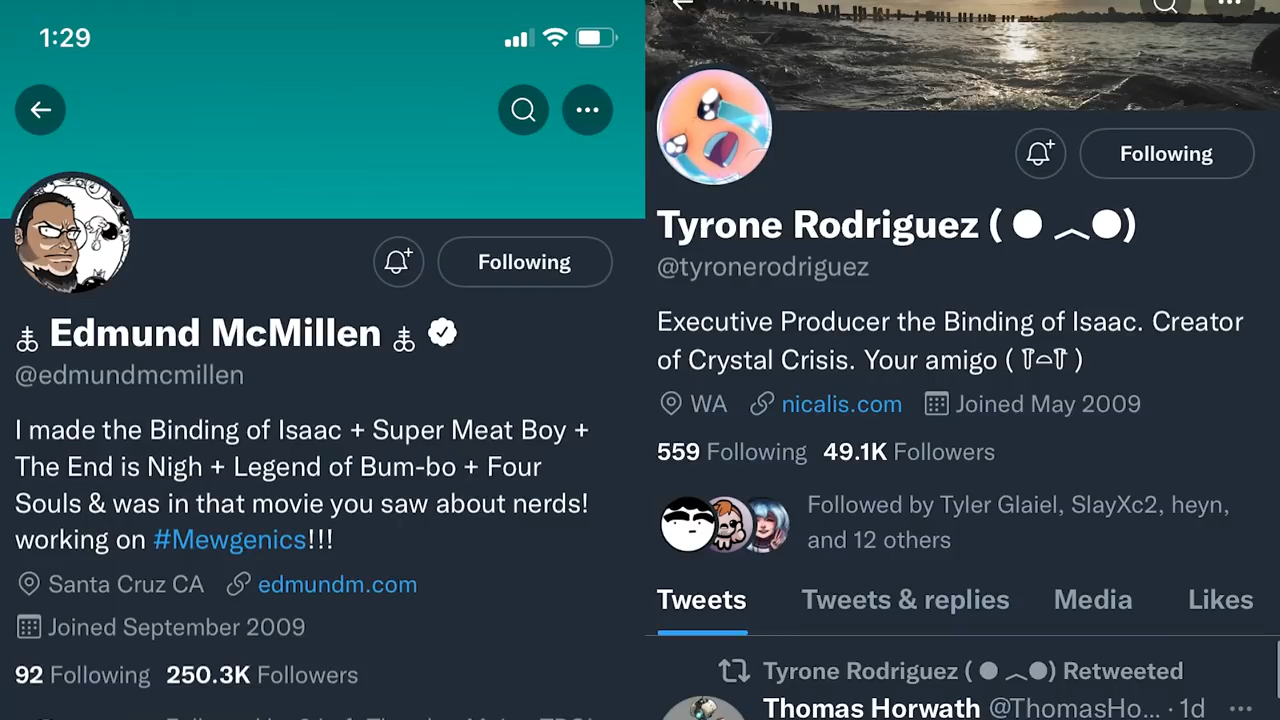 1:29
Following
Edmund McMillen
@edmundmcmillen
I made the Binding of Isaac + Super Meat Boy +
The End is Nigh + Legend of Bum-bo + Four
Souls & was in that movie you saw about nerds!
working on #Mewgenics!!!
Santa Cruz CA edmundm.com
Joined September 2009
92 Following 250.3K Followers
Following
Tyrone Rodriguez ( ● ︿●)
@tyronerodriguez
Executive Producer the Binding of Isaac. Creator
of Crystal Crisis. Your amigo ( ╥⌓╥ )
WA nicalis.com Joined May 2009
559 Following 49.1K Followers
Followed by Tyler Glaiel, SlayXc2, heyn,
and 12 others
Tweets Tweets & replies Media Likes
Tyrone Rodriguez ( ● ︿●) Retweeted
Thomas Horwath @ThomasHo... · 1d